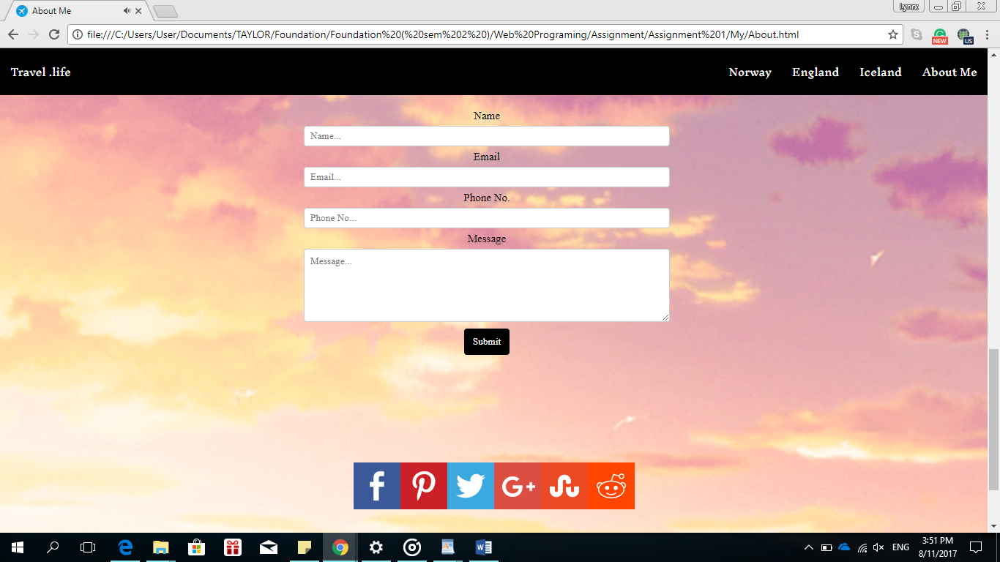 About Me
Lynrx
file:///C:/Users/User/Documents/TAYLOR/Foundation/Foundation%20(%20sem%202%20)/Web%20Programing/Assignment/Assignment%201/My/About.html
NEW
US
Travel .life
Norway
England
Iceland
About Me
Name
Name...
Email
Email...
Phone No.
Phone No...
Message
Message...
Submit
G+
ENG
3:51 PM
8/11/2017